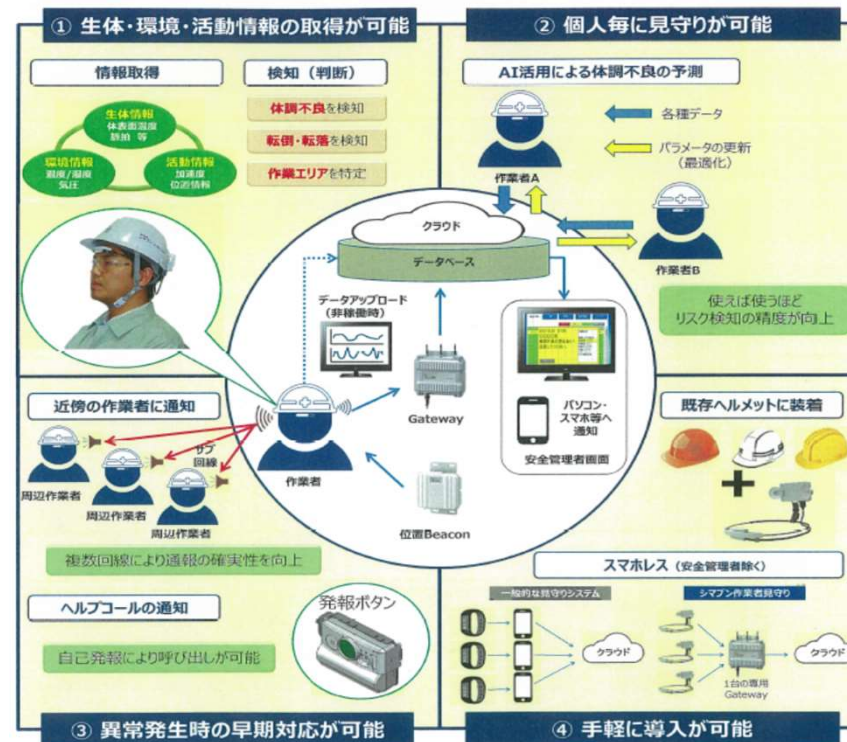 ① 生体・環境・活動情報の取得が可能
情報取得
検知（判断）
生体情報
体表面温度
脈拍 等
環境情報
温度/湿度
気圧
活動情報
加速度
位置情報
体調不良を検知
転倒・転落を検知
作業エリアを特定
② 個人毎に見守りが可能
AI活用による体調不良の予測
作業者A
各種データ
パラメータの更新
（最適化）
作業者B
使えば使うほど
リスク検知の精度が向上
クラウド
データベース
データアップロード
（非稼働時）
Gateway
作業者
位置Beacon
パソコン・
スマホ等へ
通知
安全管理者画面
近傍の作業者に通知
サブ
回線
周辺作業者
周辺作業者
周辺作業者
複数回線により通報の確実性を向上
ヘルプコールの通知
発報ボタン
自己発報により呼び出しが可能
③ 異常発生時の早期対応が可能
既存ヘルメットに装着
スマホレス（安全管理者除く）
一般的な見守りシステム
クラウド
シマブン作業者見守り
1台の専用
Gateway
クラウド
④ 手軽に導入が可能